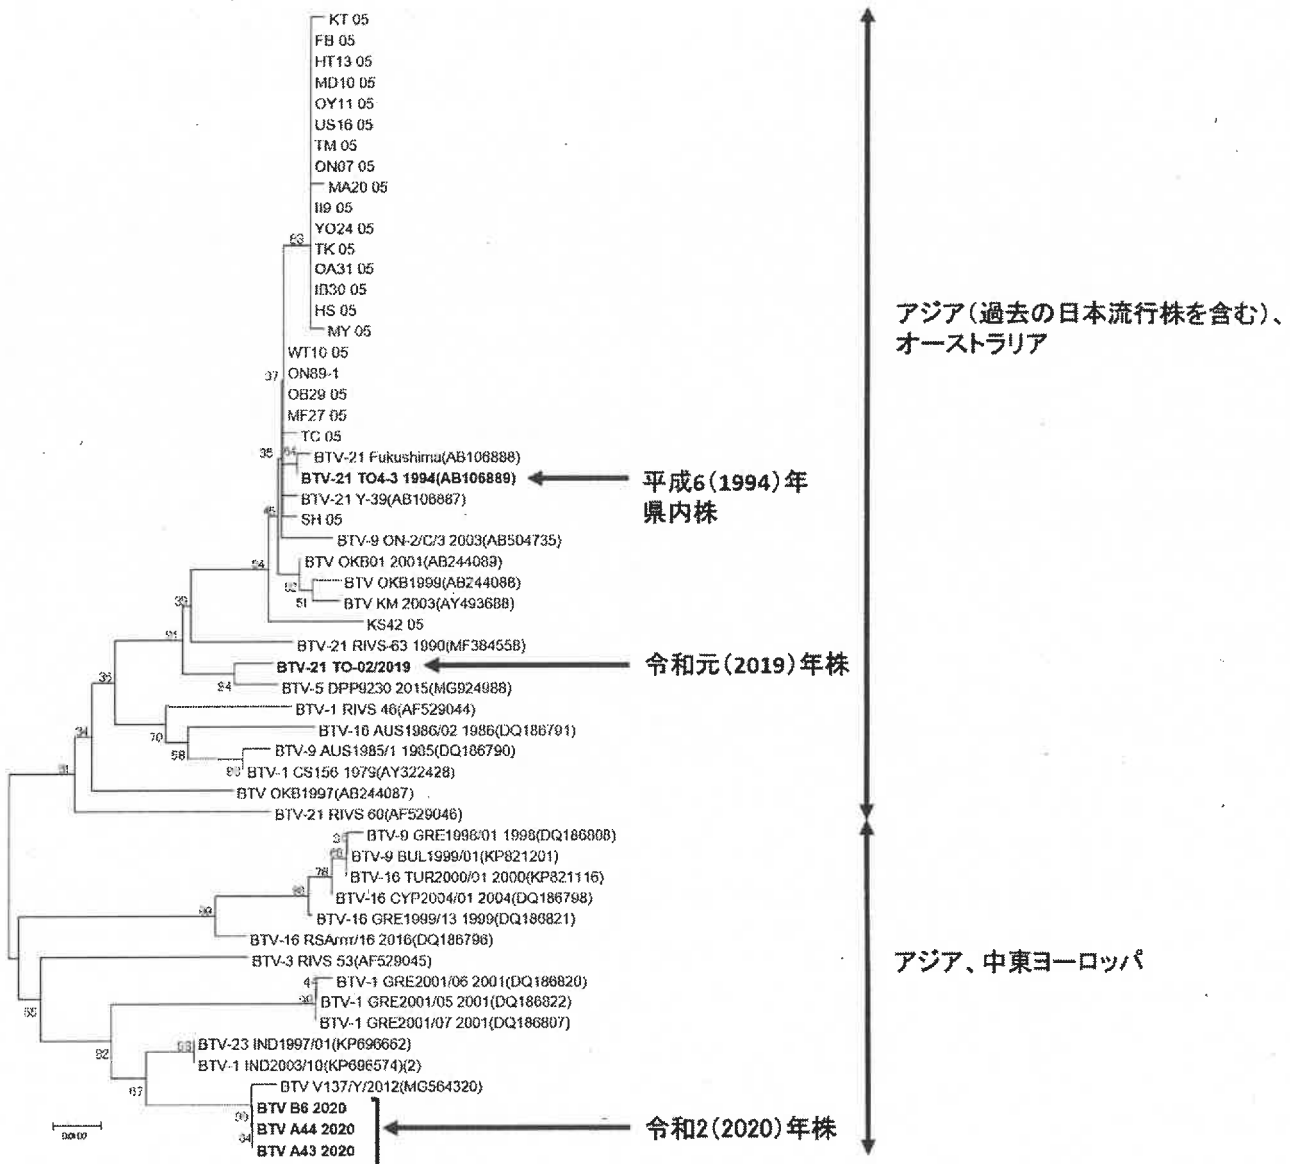 KT 05
FB 05
HT13 05
MD10 05
OY11 05
US16 05
TM 05
ON07 05
MA20 05
II9 05
YO24 05
TK 05
OA31 05
IB30 05
HS 05
MY 05
WT10 05
ON89-1
OB29 05
MF27 05
TC 05
BTV-21 Fukushima(AB106888)
BTV-21 TO4-3 1994(AB106889)
平成6(1994)年
県内株
BTV-21 Y-39(AB106887)
SH 05
BTV-9 ON-2/C/3 2003(AB504735)
BTV OKB01 2001(AB244089)
BTV OKB1999(AB244086)
BTV KM 2003(AY493688)
KS42 05
BTV-21 RIVS-63 1990(MF384558)
BTV-21 TO-02/2019
令和元(2019)年株
BTV-5 DPP9230 2015(MG924988)
BTV-1 RIVS 46(AF529044)
BTV-16 AUS1986/02 1986(DQ186791)
BTV-9 AUS1985/1 1985(DQ186790)
BTV-1 CS156 1979(AY322428)
BTV OKB1997(AB244087)
BTV-21 RIVS 60(AF529046)
アジア(過去の日本流行株を含む)、
オーストラリア
BTV-9 GRE1998/01 1998(DQ186808)
BTV-9 BUL1999/01(KP821201)
BTV-16 TUR2000/01 2000(KP821116)
BTV-16 CYP2004/01 2004(DQ186798)
BTV-16 GRE1999/13 1999(DQ186821)
BTV-16 RSArrrr/16 2016(DQ186796)
BTV-3 RIVS 53(AF529045)
BTV-1 GRE2001/06 2001(DQ186820)
BTV-1 GRE2001/05 2001(DQ186822)
BTV-1 GRE2001/07 2001(DQ186807)
BTV-23 IND1997/01(KP696662)
BTV-1 IND2003/10(KP696574)(2)
BTV V137/Y/2012(MG564320)
BTV B6 2020
BTV A44 2020
BTV A43 2020
令和2(2020)年株
アジア、中東ヨーロッパ
37
51
94
70
92
67